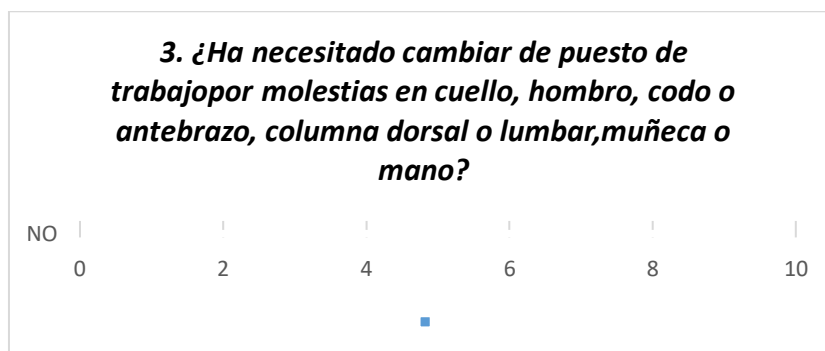 3. ¿Ha necesitado cambiar de puesto de
trabajopor molestias en cuello, hombro, codo o
antebrazo, columna dorsal o lumbar,muñeca o
mano?
NO
0 2 4 6 8 10